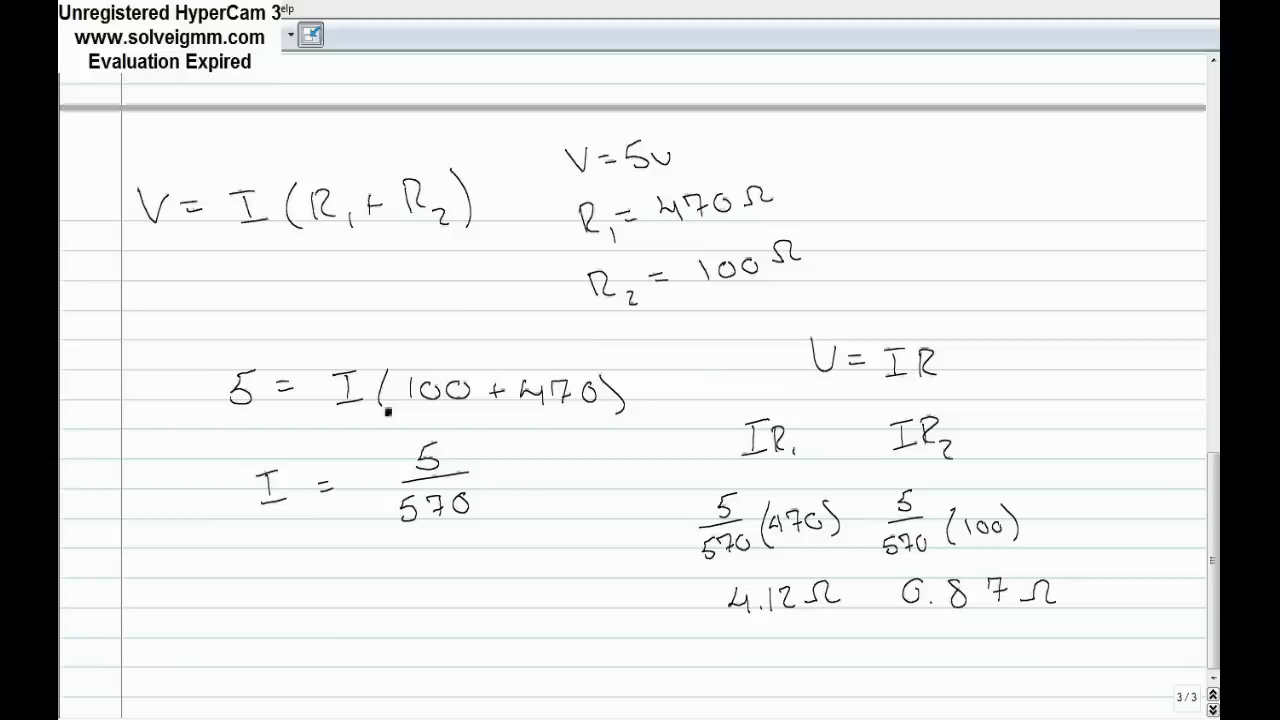 Unregistered HyperCam 3
elp
www.solveigmm.com
Evaluation Expired
V = I (R₁ + R₂)
V = 5v
R₁ = 470 Ω
R₂ = 100 Ω
V = IR
5 = I (100 + 470)
IR₁ IR₂
I = 5/570
5/570 (470) 5/570 (100)
4.12 Ω 0.87 Ω
3 / 3